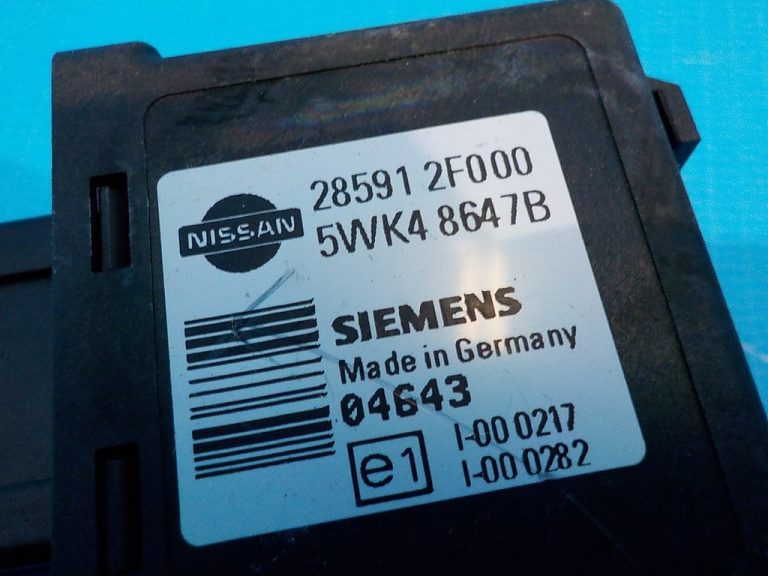 NISSAN
28591 2F000
5WK4 8647B
SIEMENS
Made in Germany
04643
e1
I-00 0217
I-00 0282